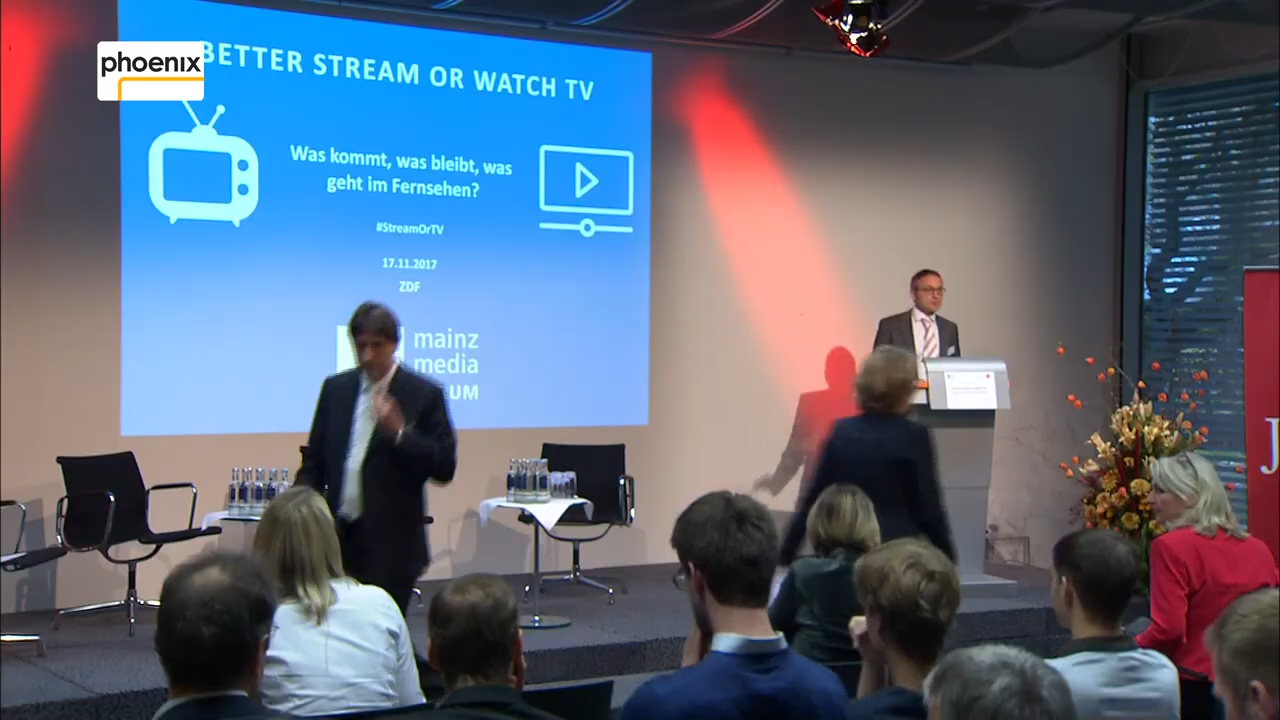 phoenix
BETTER STREAM OR WATCH TV
Was kommt, was bleibt, was
geht im Fernsehen?
#StreamOrTV
17.11.2017
ZDF
mainz
media
UM
J